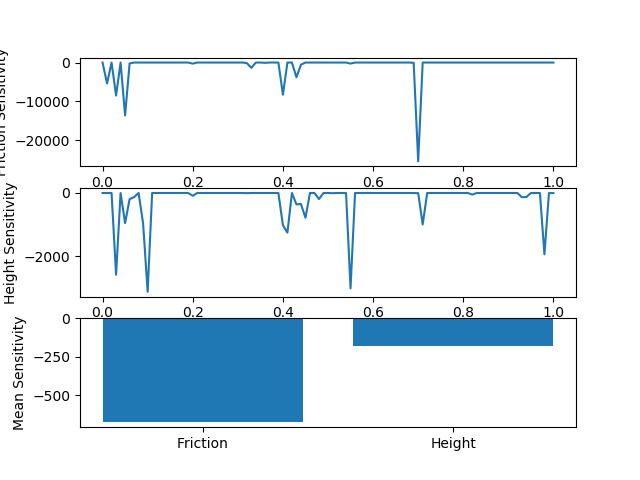 Friction Sensitivity
0
−10000
−20000
0.0 0.2 0.4 0.6 0.8 1.0
Height Sensitivity
0
−2000
0.0 0.2 0.4 0.6 0.8 1.0
Mean Sensitivity
0
−250
−500
Friction Height